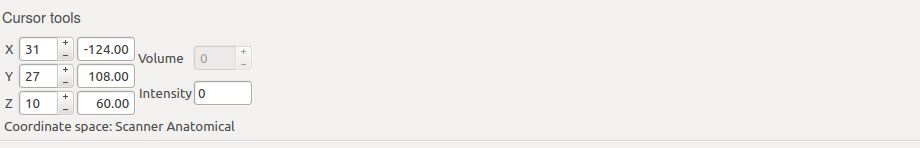 Cursor tools
X 31 + - -124.00
Volume 0 + -
Y 27 + - 108.00
Intensity 0
Z 10 + - 60.00
Coordinate space: Scanner Anatomical